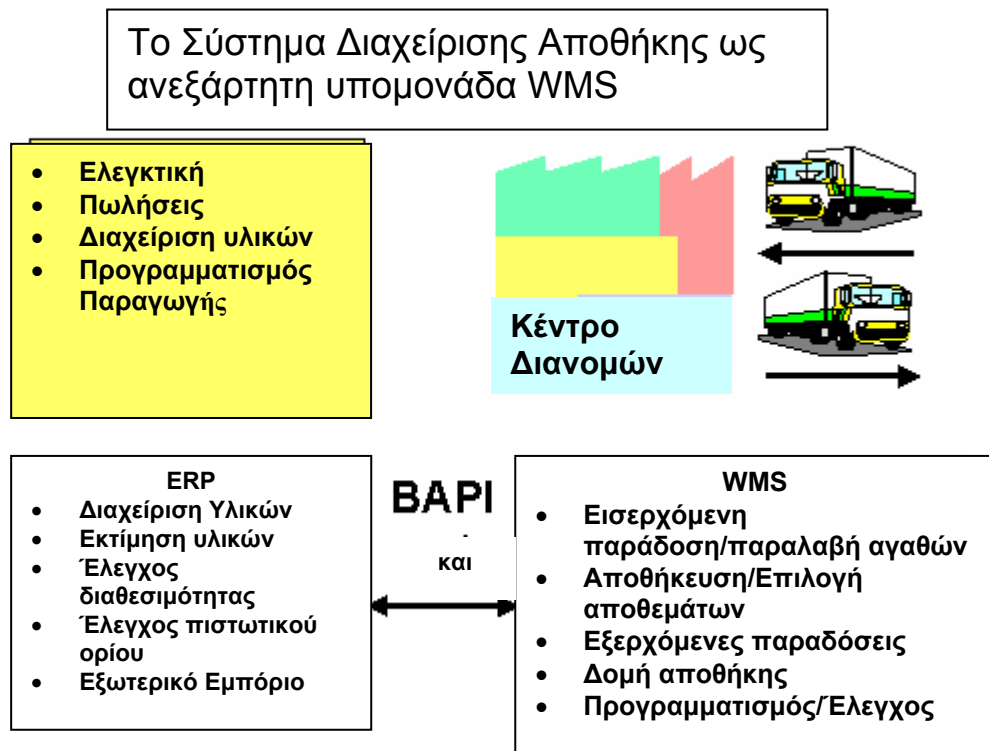 Το Σύστημα Διαχείρισης Αποθήκης ως
ανεξάρτητη υπομονάδα WMS
• Ελεγκτική
• Πωλήσεις
• Διαχείριση υλικών
• Προγραμματισμός
Παραγωγής
Κέντρο
Διανομών
ERP
• Διαχείριση Υλικών
• Εκτίμηση υλικών
• Έλεγχος
διαθεσιμότητας
• Έλεγχος πιστωτικού
ορίου
• Εξωτερικό Εμπόριο
BAPI
και
WMS
• Εισερχόμενη
παράδοση/παραλαβή αγαθών
• Αποθήκευση/Επιλογή
αποθεμάτων
• Εξερχόμενες παραδόσεις
• Δομή αποθήκης
• Προγραμματισμός/Έλεγχος